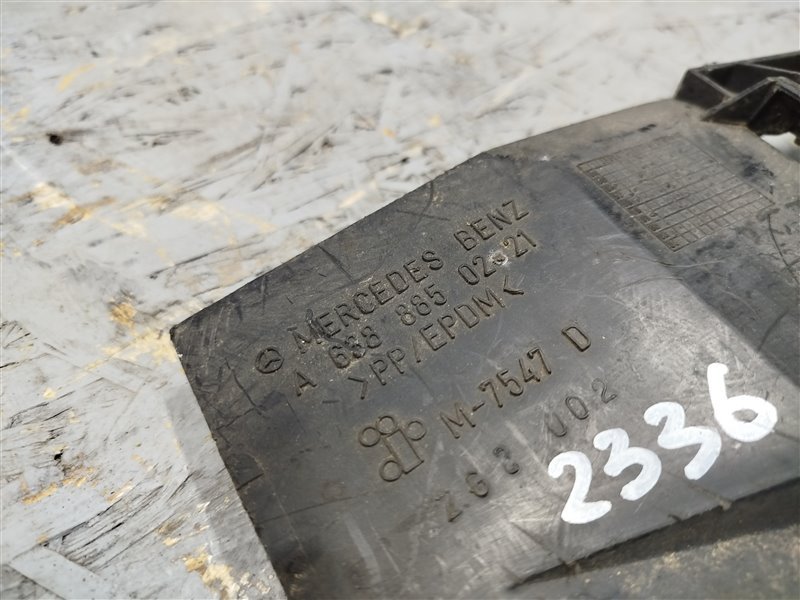 MERCEDES BENZ
A 638 885 02 21
>PP/EPDM<
M-7547 D
2336